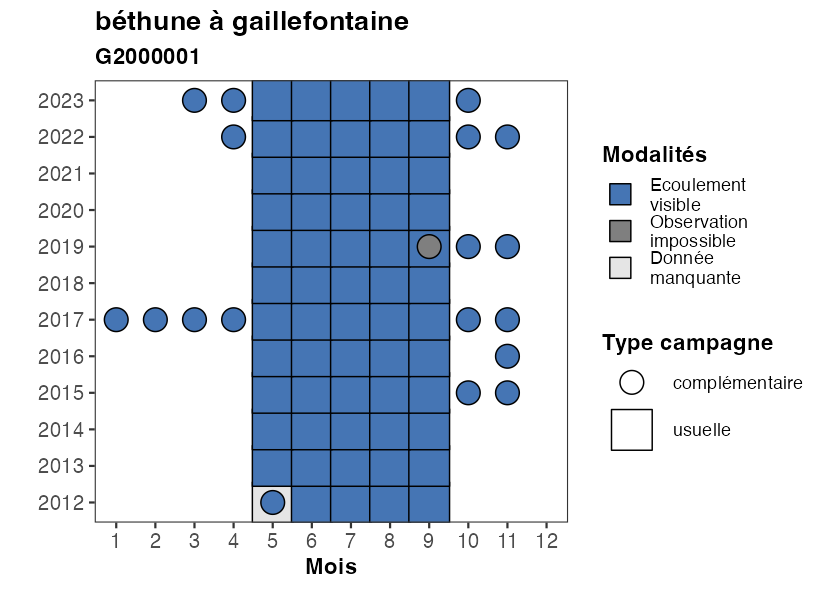 béthune à gaillefontaine
G2000001
2023
2022
2021
2020
2019
2018
2017
2016
2015
2014
2013
2012
1 2 3 4 5 6 7 8 9 10 11 12
Mois
Modalités
Ecoulement
visible
Observation
impossible
Donnée
manquante
Type campagne
complémentaire
usuelle